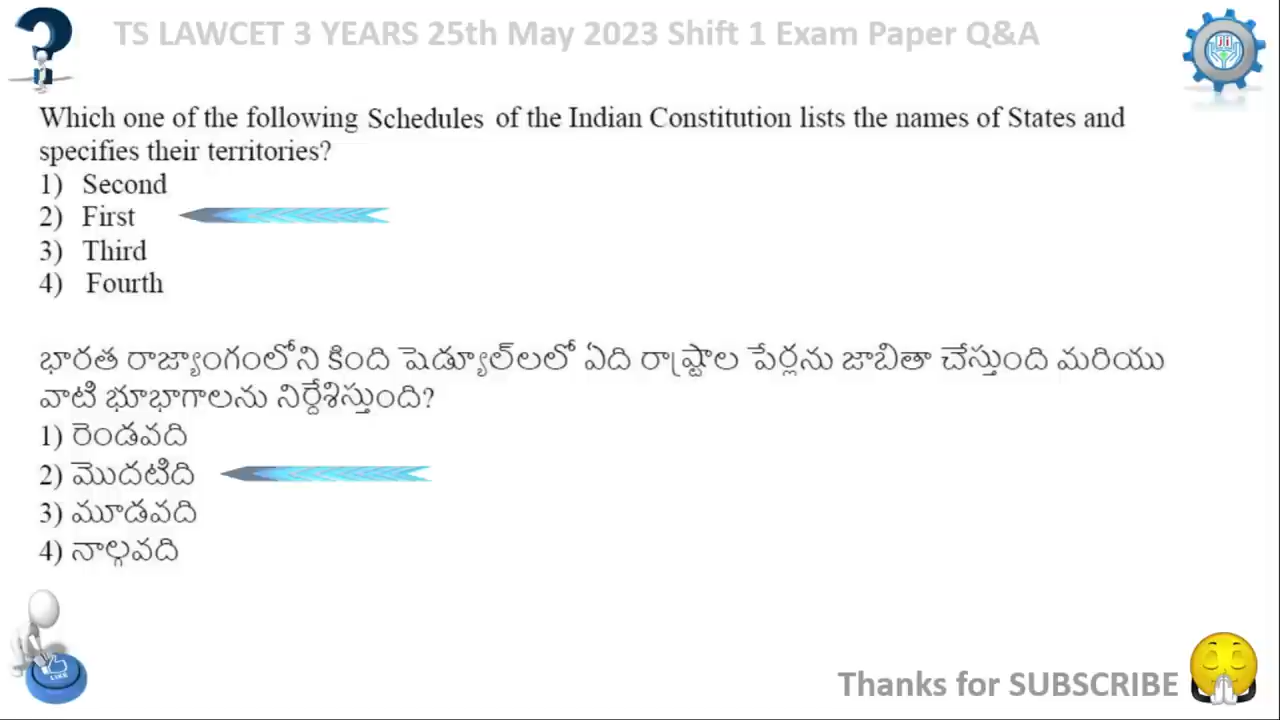 TS LAWCET 3 YEARS 25th May 2023 Shift 1 Exam Paper Q&A
Which one of the following Schedules of the Indian Constitution lists the names of States and
specifies their territories?
1) Second
2) First
3) Third
4) Fourth
భారత రాజ్యాంగంలోని కింది షెడ్యూల్‌లలో ఏది రాష్ట్రాల పేర్లను జాబితా చేస్తుంది మరియు
వాటి భూభాగాలను నిర్దేశిస్తుంది?
1) రెండవది
2) మొదటిది
3) మూడవది
4) నాల్గవది
LIKE
Thanks for SUBSCRIBE